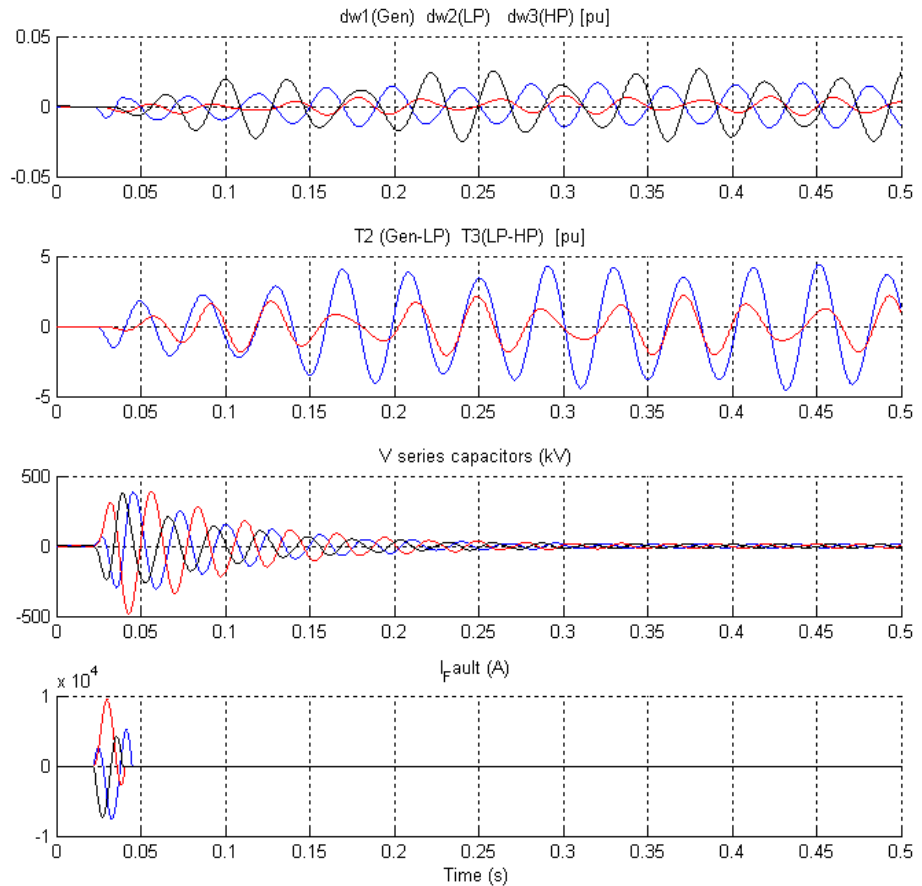 dw1(Gen) dw2(LP) dw3(HP) [pu]
0.05
0
-0.05
0 0.05 0.1 0.15 0.2 0.25 0.3 0.35 0.4 0.45 0.5
T2 (Gen-LP) T3(LP-HP) [pu]
5
0
-5
0 0.05 0.1 0.15 0.2 0.25 0.3 0.35 0.4 0.45 0.5
V series capacitors (kV)
500
0
-500
0 0.05 0.1 0.15 0.2 0.25 0.3 0.35 0.4 0.45 0.5
I_Fault (A)
x 10^4
1
0
-1
0 0.05 0.1 0.15 0.2 0.25 0.3 0.35 0.4 0.45 0.5
Time (s)